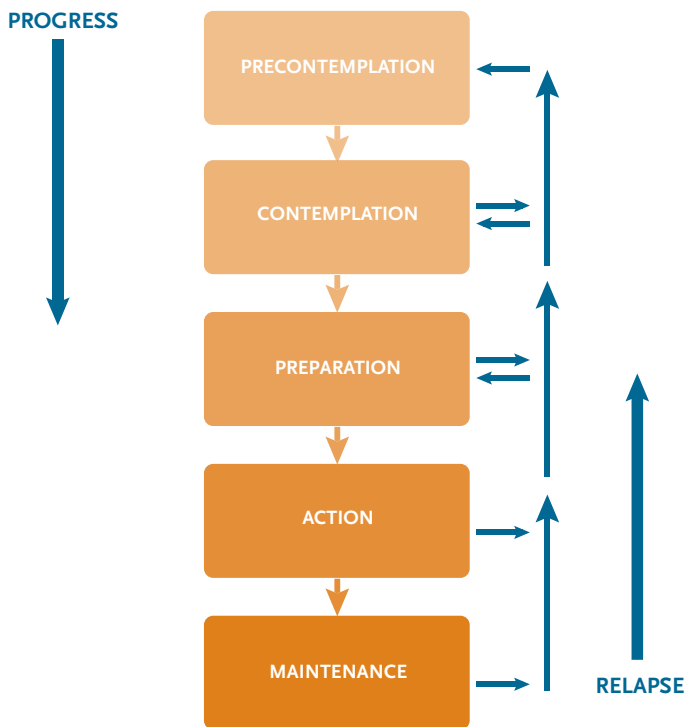 PROGRESS
PRECONTEMPLATION
CONTEMPLATION
PREPARATION
ACTION
MAINTENANCE
RELAPSE